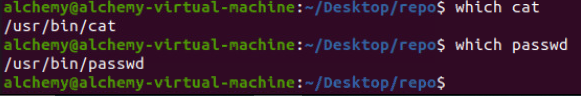 alchemy@alchemy-virtual-machine:~/Desktop/repo$ which cat
/usr/bin/cat
alchemy@alchemy-virtual-machine:~/Desktop/repo$ which passwd
/usr/bin/passwd
alchemy@alchemy-virtual-machine:~/Desktop/repo$